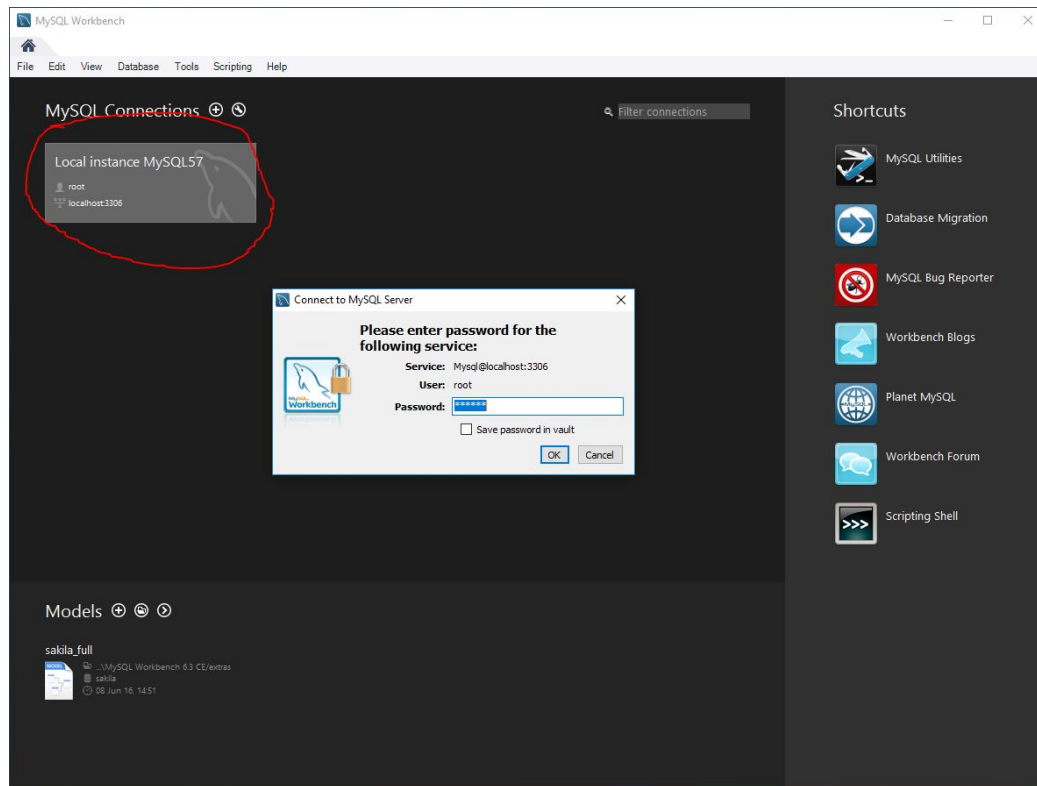 MySQL Workbench
File Edit View Database Tools Scripting Help
MySQL Connections
Filter connections
Local instance MySQL57
root
localhost:3306
Shortcuts
MySQL Utilities
Database Migration
MySQL Bug Reporter
Workbench Blogs
Planet MySQL
Workbench Forum
Scripting Shell
Connect to MySQL Server
Please enter password for the
following service:
Service: Mysql@localhost:3306
User: root
MySQL
Workbench
Password: ******
Save password in vault
OK Cancel
Models
sakila_full
MODEL
...\MySQL Workbench 6.3 CE/extras
sakila
08 Jun 16, 14:51